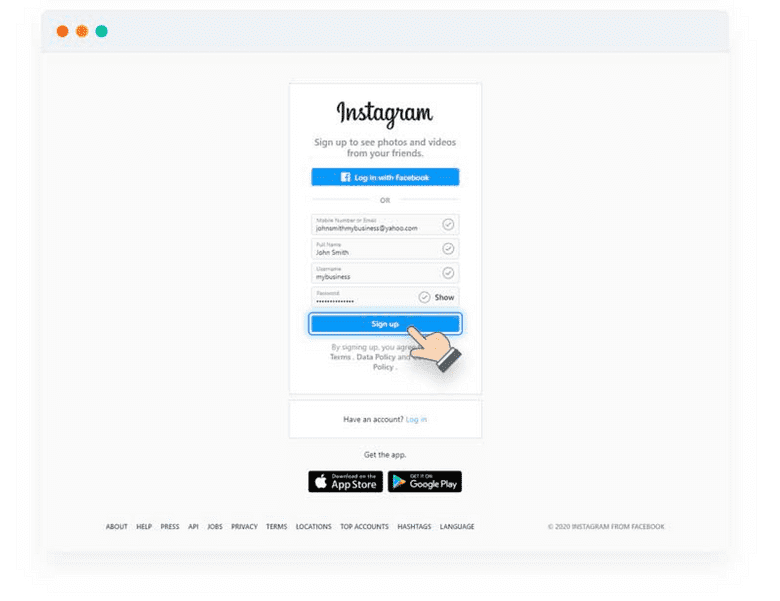 Instagram
Sign up to see photos and videos
from your friends.
Log in with Facebook
OR
Mobile Number or Email
johnsmithmybusiness@yahoo.com
Full Name
John Smith
Username
mybusiness
Password
••••••••••••••
Show
Sign up
By signing up, you agree
Terms . Data Policy and
Policy .
Have an account? Log in
Get the app.
Download on the
App Store
GET IT ON
Google Play
ABOUT HELP PRESS API JOBS PRIVACY TERMS LOCATIONS TOP ACCOUNTS HASHTAGS LANGUAGE
© 2020 INSTAGRAM FROM FACEBOOK